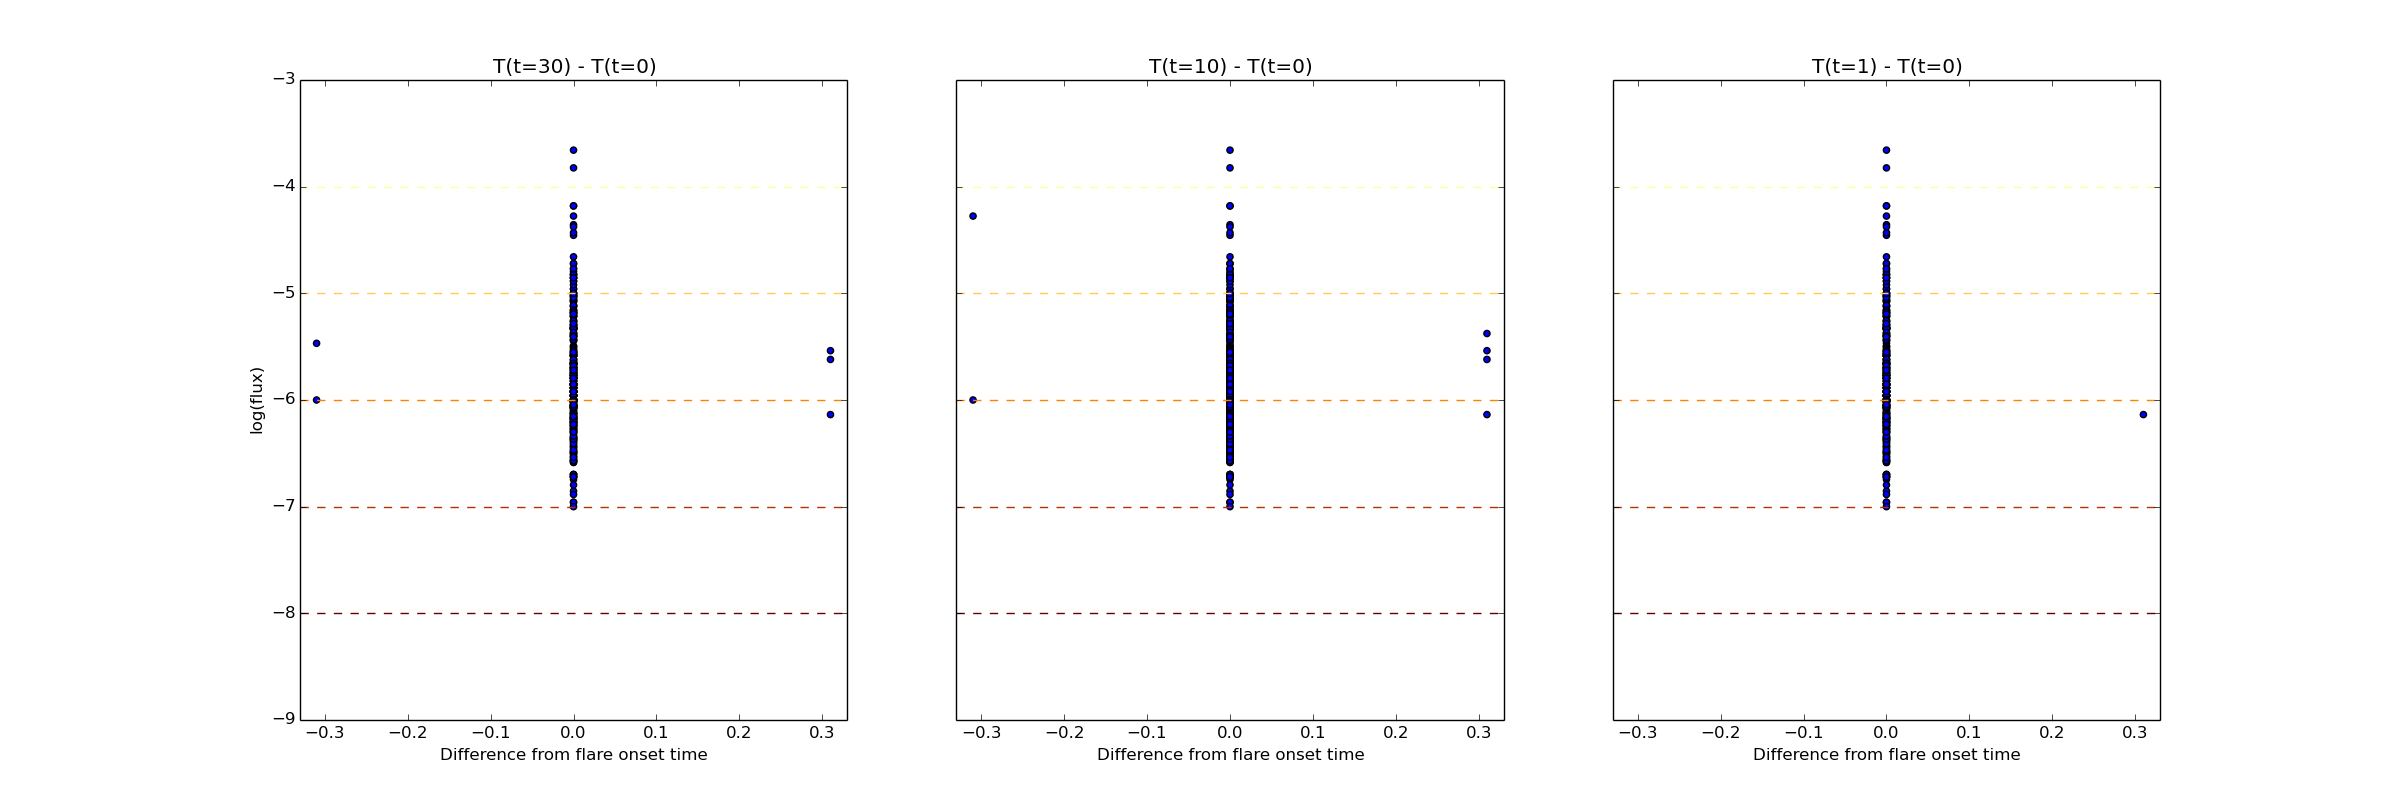 T(t=30) - T(t=0) T(t=10) - T(t=0) T(t=1) - T(t=0)
−3
−4
−5
−6
−7
−8
−9
log(flux)
−0.3 −0.2 −0.1 0.0 0.1 0.2 0.3 −0.3 −0.2 −0.1 0.0 0.1 0.2 0.3 −0.3 −0.2 −0.1 0.0 0.1 0.2 0.3
Difference from flare onset time Difference from flare onset time Difference from flare onset time